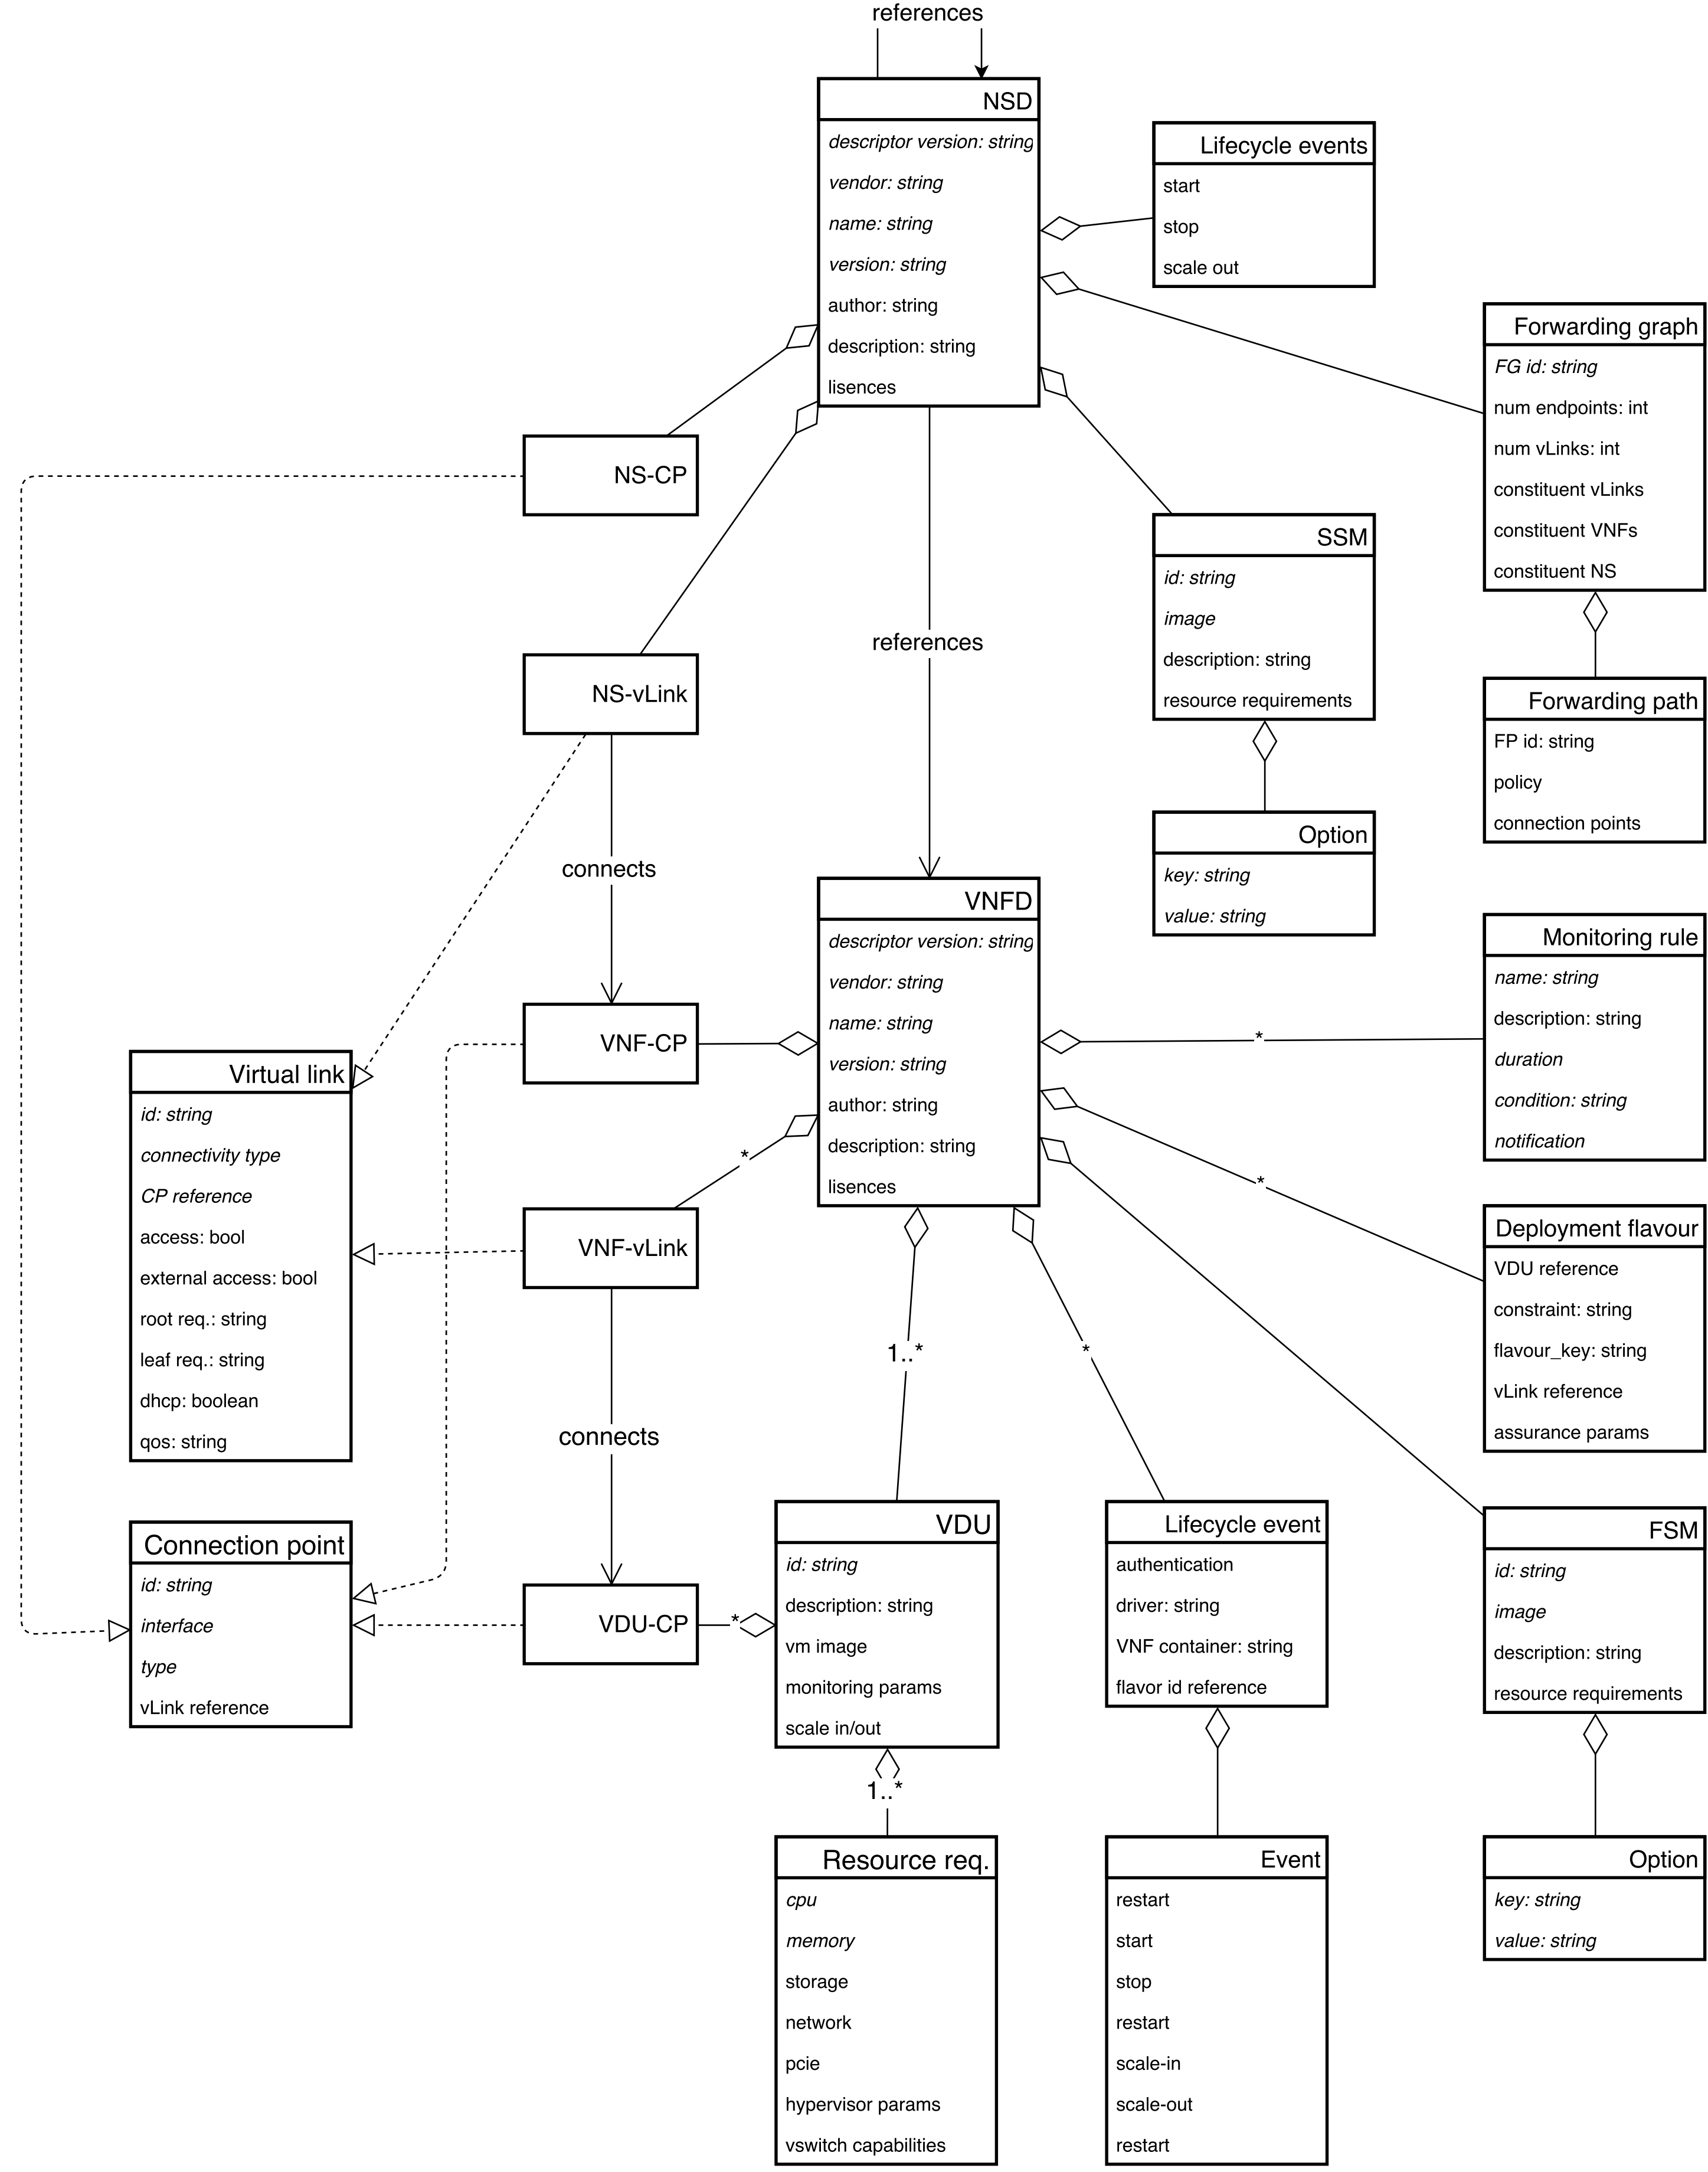 references
NSD
descriptor version: string
vendor: string
name: string
version: string
author: string
description: string
lisences
Lifecycle events
start
stop
scale out
Forwarding graph
FG id: string
num endpoints: int
num vLinks: int
constituent vLinks
constituent VNFs
constituent NS
NS-CP
SSM
id: string
image
description: string
resource requirements
references
NS-vLink
Forwarding path
FP id: string
policy
connection points
Option
key: string
value: string
connects
VNFD
descriptor version: string
vendor: string
name: string
version: string
author: string
description: string
lisences
Monitoring rule
name: string
description: string
duration
condition: string
notification
*
VNF-CP
Virtual link
id: string
connectivity type
CP reference
access: bool
external access: bool
root req.: string
leaf req.: string
dhcp: boolean
qos: string
*
*
VNF-vLink
Deployment flavour
VDU reference
constraint: string
flavour_key: string
vLink reference
assurance params
1..*
*
connects
Connection point
id: string
interface
type
vLink reference
VDU-CP
*
VDU
id: string
description: string
vm image
monitoring params
scale in/out
Lifecycle event
authentication
driver: string
VNF container: string
flavor id reference
FSM
id: string
image
description: string
resource requirements
1..*
Resource req.
cpu
memory
storage
network
pcie
hypervisor params
vswitch capabilities
Event
restart
start
stop
restart
scale-in
scale-out
restart
Option
key: string
value: string